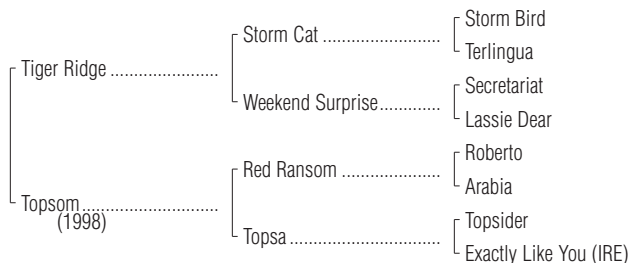 Storm Bird
Storm Cat ..............................
Terlingua
Tiger Ridge ...........................
Secretariat
Weekend Surprise...............
Lassie Dear
Roberto
Red Ransom .........................
Arabia
Topsom..................................
(1998)
Topsider
Topsa ......................................
Exactly Like You (IRE)